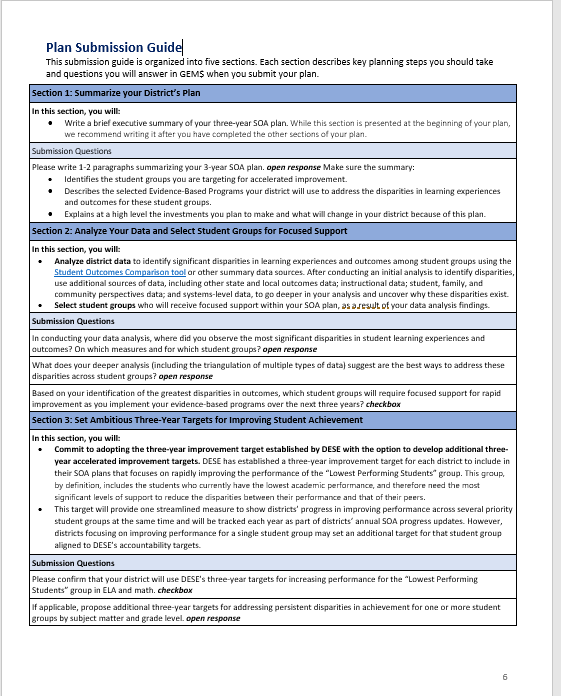 Plan Submission Guide
This submission guide is organized into five sections. Each section describes key planning steps you should take
and questions you will answer in GEM$ when you submit your plan.
Section 1: Summarize your District's Plan
In this section, you will:
• Write a brief executive summary of your three-year SOA plan. While this section is presented at the beginning of your plan,
we recommend writing it after you have completed the other sections of your plan.
Submission Questions
Please write 1-2 paragraphs summarizing your 3-year SOA plan. open response Make sure the summary:
• Identifies the student groups you are targeting for accelerated improvement.
• Describes the selected Evidence-Based Programs your district will use to address the disparities in learning experiences
and outcomes for these student groups.
• Explains at a high level the investments you plan to make and what will change in your district because of this plan.
Section 2: Analyze Your Data and Select Student Groups for Focused Support
In this section, you will:
• Analyze district data to identify significant disparities in learning experiences and outcomes among student groups using the
Student Outcomes Comparison tool or other summary data sources. After conducting an initial analysis to identify disparities,
use additional sources of data, including other state and local outcomes data; instructional data; student, family, and
community perspectives data; and systems-level data, to go deeper in your analysis and uncover why these disparities exist.
• Select student groups who will receive focused support within your SOA plan, as a result of your data analysis findings.
Submission Questions
In conducting your data analysis, where did you observe the most significant disparities in student learning experiences and
outcomes? On which measures and for which student groups? open response
What does your deeper analysis (including the triangulation of multiple types of data) suggest are the best ways to address these
disparities across student groups? open response
Based on your identification of the greatest disparities in outcomes, which student groups will require focused support for rapid
improvement as you implement your evidence-based programs over the next three years? checkbox
Section 3: Set Ambitious Three-Year Targets for Improving Student Achievement
In this section, you will:
• Commit to adopting the three-year improvement target established by DESE with the option to develop additional three-
year accelerated improvement targets. DESE has established a three-year improvement target for each district to include in
their SOA plans that focuses on rapidly improving the performance of the "Lowest Performing Students" group. This group,
by definition, includes the students who currently have the lowest academic performance, and therefore need the most
significant levels of support to reduce the disparities between their performance and that of their peers.
• This target will provide one streamlined measure to show districts' progress in improving performance across several priority
student groups at the same time and will be tracked each year as part of districts' annual SOA progress updates. However,
districts focusing on improving performance for a single student group may set an additional target for that student group
aligned to DESE's accountability targets.
Submission Questions
Please confirm that your district will use DESE's three-year targets for increasing performance for the "Lowest Performing
Students" group in ELA and math. checkbox
If applicable, propose additional three-year targets for addressing persistent disparities in achievement for one or more student
groups by subject matter and grade level. open response
6